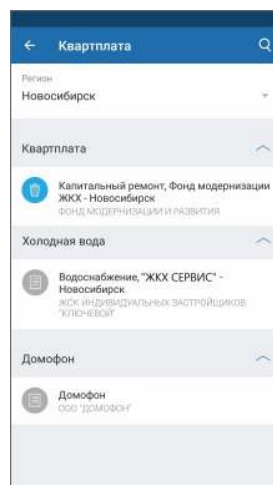 Квартплата
Регион
Новосибирск
Квартплата
Капитальный ремонт, Фонд модернизации
ЖКХ - Новосибирск
ФОНД МОДЕРНИЗАЦИИ И РАЗВИТИЯ
Холодная вода
Водоснабжение, "ЖКХ СЕРВИС" -
Новосибирск
ЖСК ИНДИВИДУАЛЬНЫХ ЗАСТРОЙЩИКОВ
"КЛЮЧЕВОЙ"
Домофон
Домофон
ООО "ДОМОФОН"